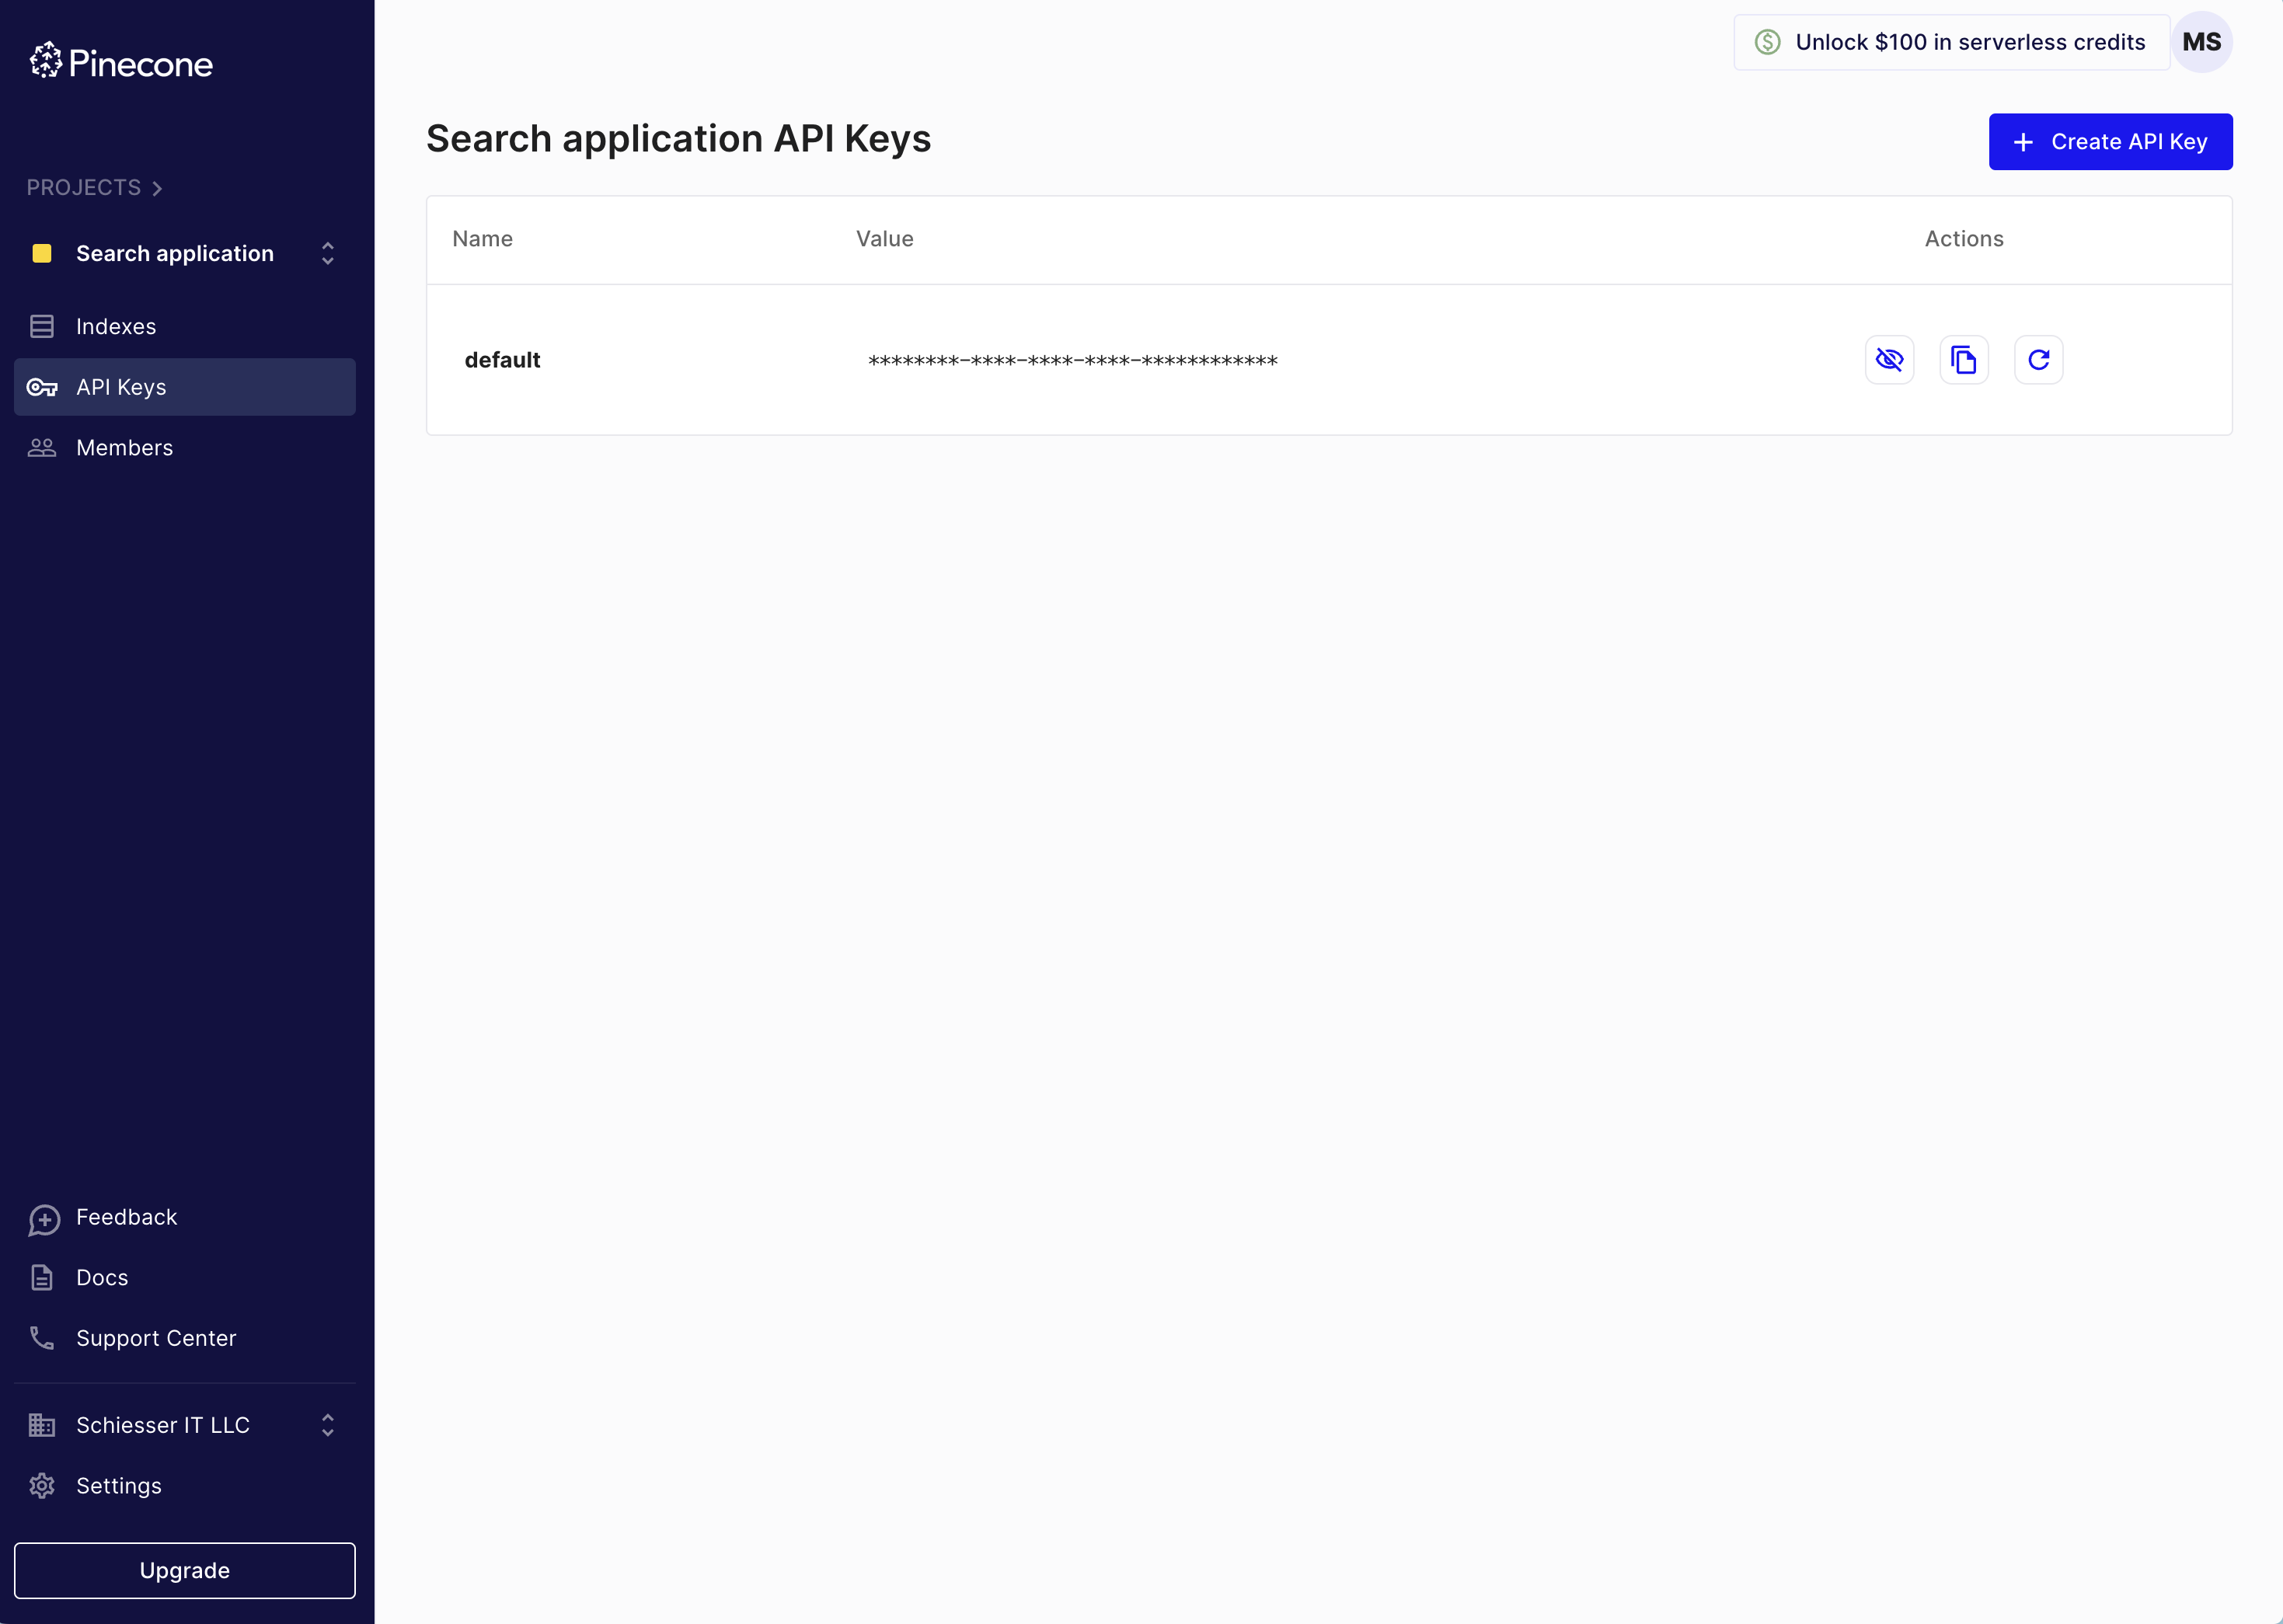 Pinecone
PROJECTS
Search application
Indexes
API Keys
Members
Feedback
Docs
Support Center
Schiesser IT LLC
Settings
Upgrade
Unlock $100 in serverless credits
MS
Search application API Keys
Create API Key
Name Value Actions
default ********-****-****-****-************